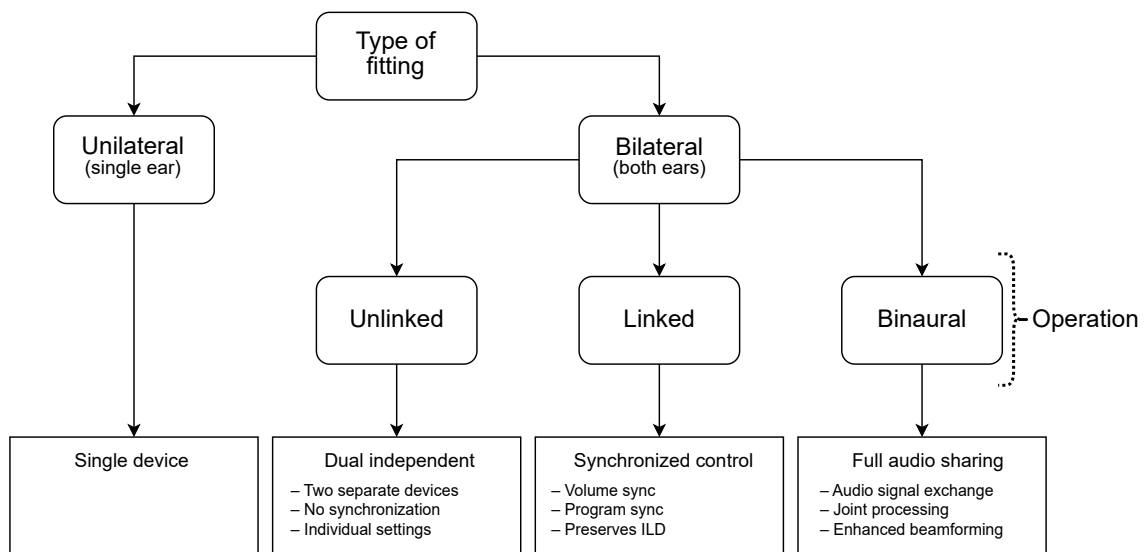 Type of
fitting
Unilateral
(single ear)
Bilateral
(both ears)
Unlinked
Linked
Binaural
Operation
Single device
Dual independent
– Two separate devices
– No synchronization
– Individual settings
Synchronized control
– Volume sync
– Program sync
– Preserves ILD
Full audio sharing
– Audio signal exchange
– Joint processing
– Enhanced beamforming